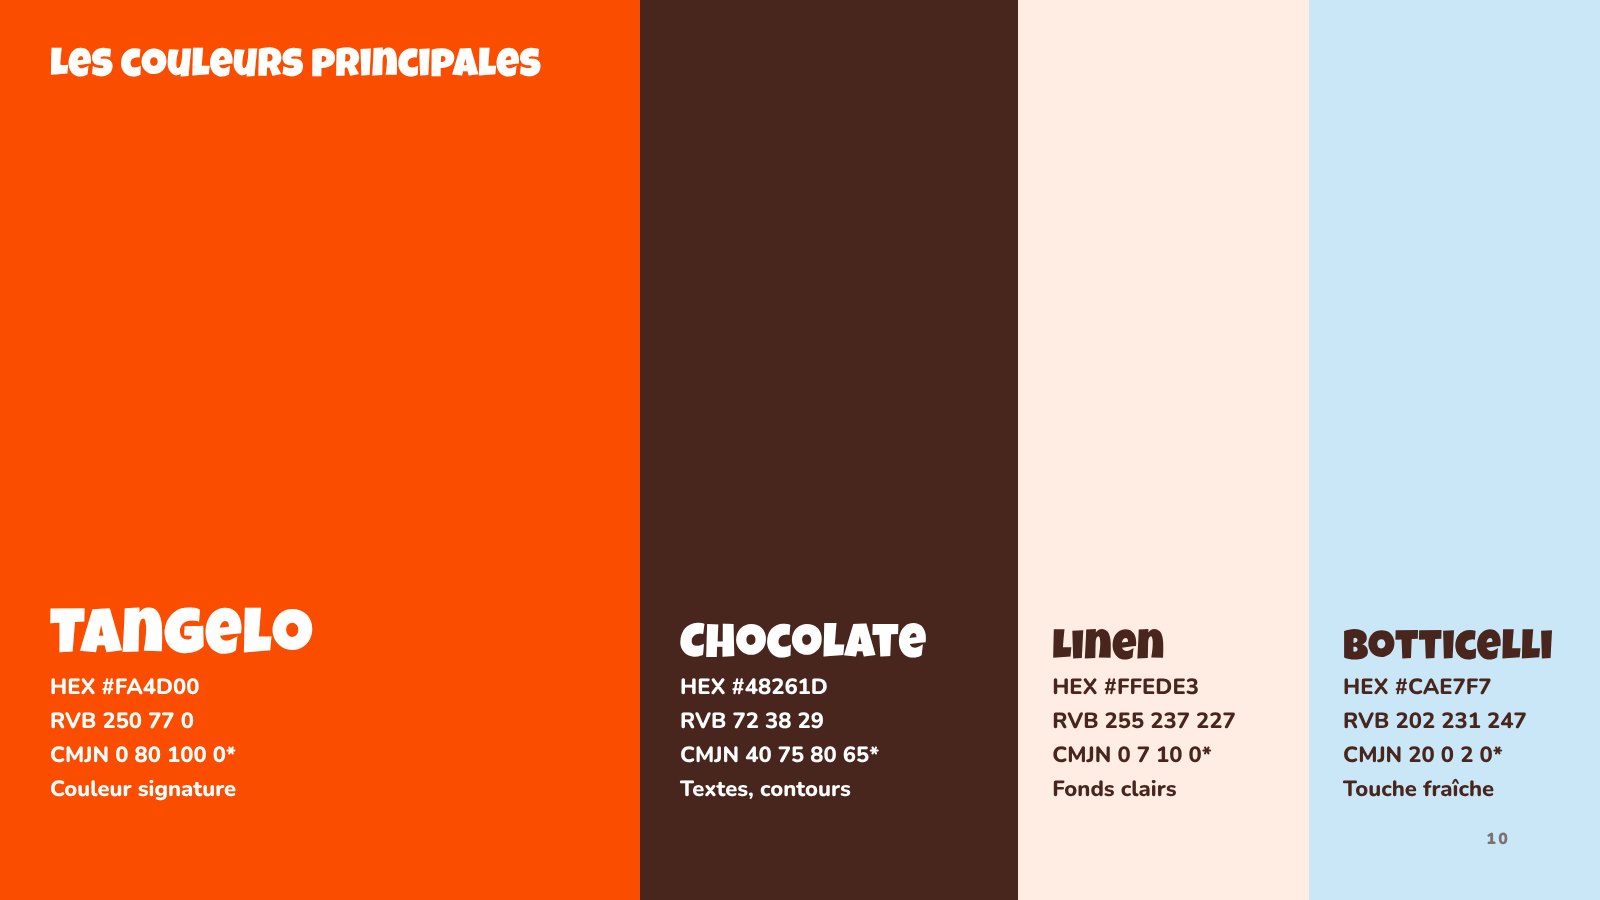 Les couleurs principales
Tangelo
HEX #FA4D00
RVB 250 77 0
CMJN 0 80 100 0*
Couleur signature
Chocolate
HEX #48261D
RVB 72 38 29
CMJN 40 75 80 65*
Textes, contours
Linen
HEX #FFEDE3
RVB 255 237 227
CMJN 0 7 10 0*
Fonds clairs
Botticelli
HEX #CAE7F7
RVB 202 231 247
CMJN 20 0 2 0*
Touche fraîche
10